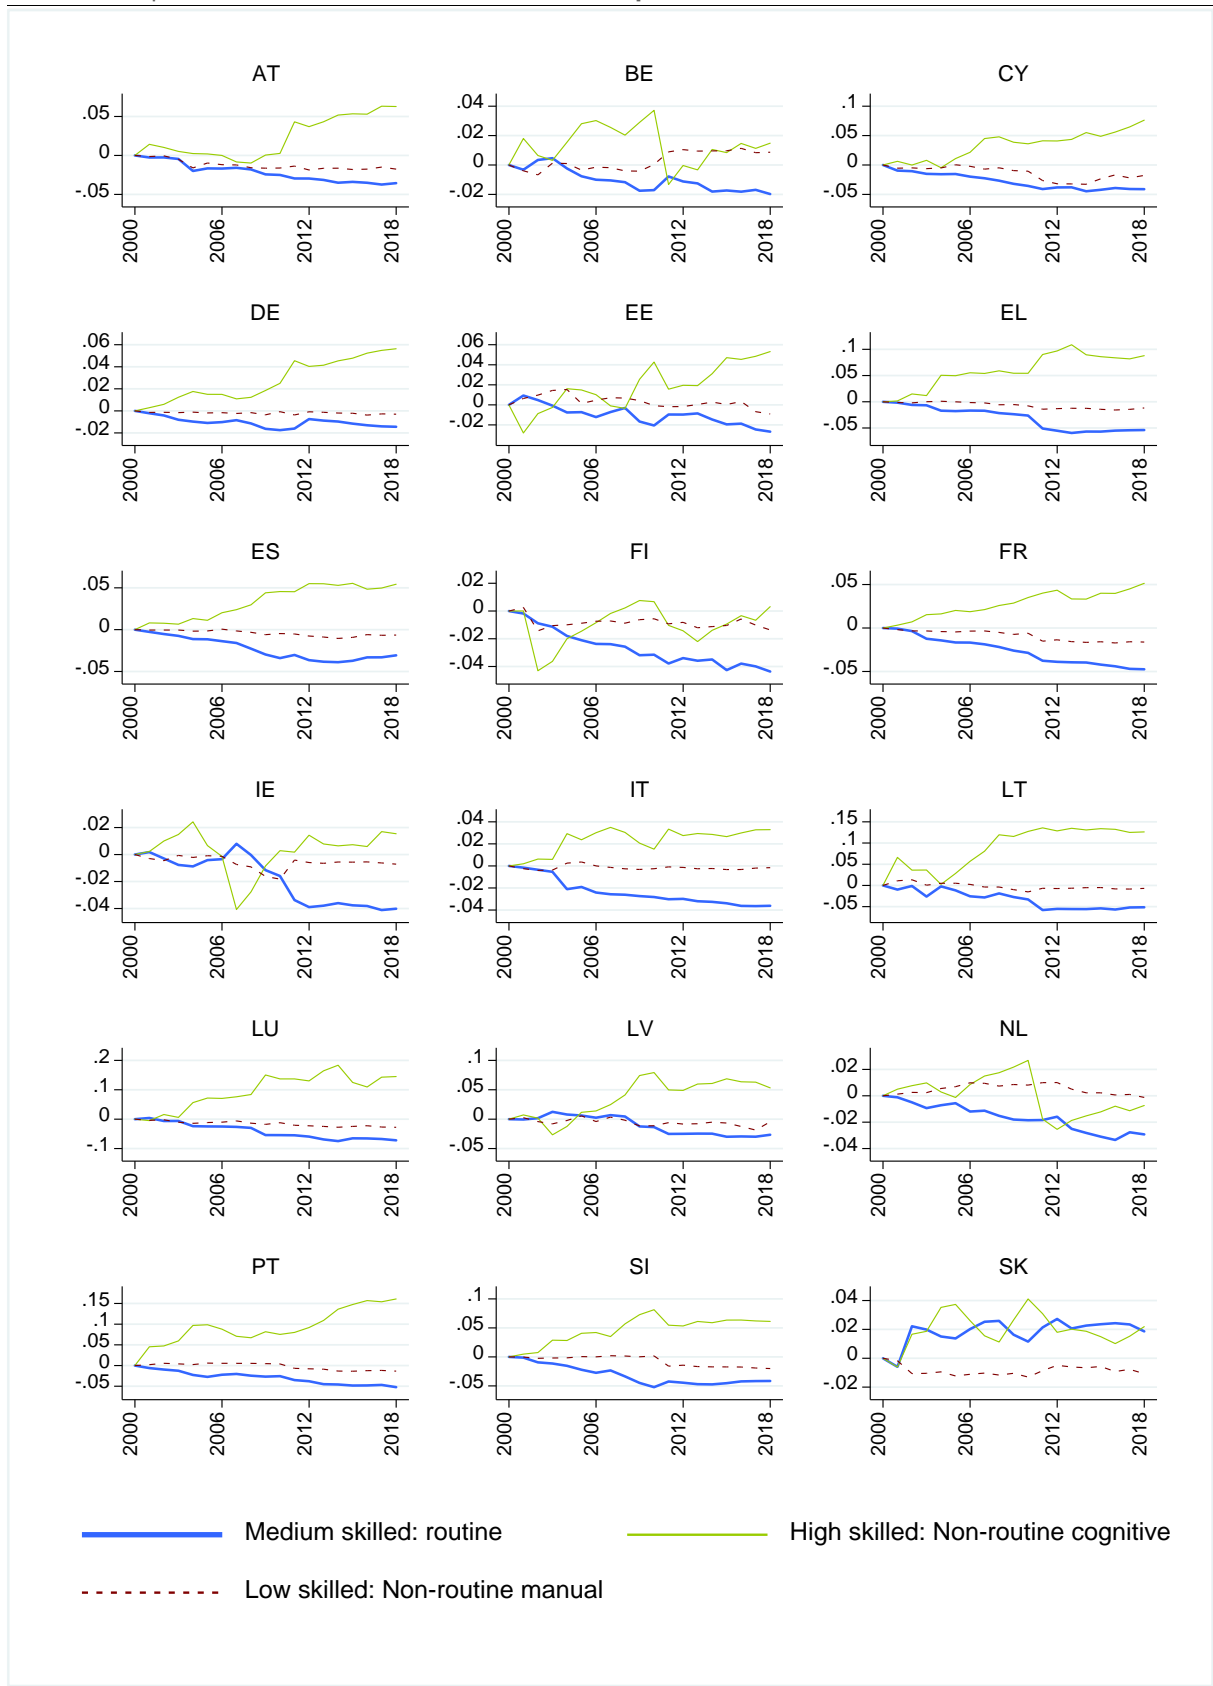 AT BE CY
.05 0 -.05
.04 .02 0 -.02
.1 .05 0 -.05
2000 2006 2012 2018
2000 2006 2012 2018
2000 2006 2012 2018
DE EE EL
.06 .04 .02 0 -.02
.06 .04 .02 0 -.02
.1 .05 0 -.05
2000 2006 2012 2018
2000 2006 2012 2018
2000 2006 2012 2018
ES FI FR
.05 0 -.05
.02 0 -.02 -.04
.05 0 -.05
2000 2006 2012 2018
2000 2006 2012 2018
2000 2006 2012 2018
IE IT LT
.02 0 -.02 -.04
.04 .02 0 -.02 -.04
.15 .1 .05 0 -.05
2000 2006 2012 2018
2000 2006 2012 2018
2000 2006 2012 2018
LU LV NL
.2 .1 0 -.1
.1 .05 0 -.05
.02 0 -.02 -.04
2000 2006 2012 2018
2000 2006 2012 2018
2000 2006 2012 2018
PT SI SK
.15 .1 .05 0 -.05
.1 .05 0 -.05
.04 .02 0 -.02
2000 2006 2012 2018
2000 2006 2012 2018
2000 2006 2012 2018
Medium skilled: routine High skilled: Non-routine cognitive
Low skilled: Non-routine manual